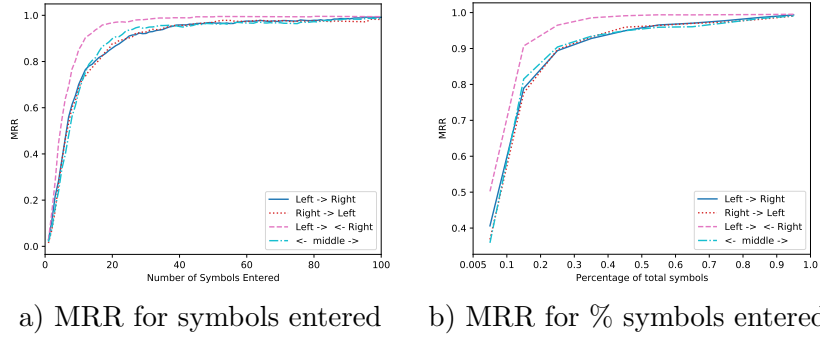 1.0
0.8
0.6
0.4
0.2
0.0
MRR
0 20 40 60 80 100
Number of Symbols Entered
Left -> Right
Right -> Left
Left -> <- Right
<- middle ->
a) MRR for symbols entered
1.0
0.9
0.8
0.7
0.6
0.5
0.4
MRR
0.005 0.1 0.2 0.3 0.4 0.5 0.6 0.7 0.8 0.9 1.0
Percentage of total symbols
Left -> Right
Right -> Left
Left -> <- Right
<- middle ->
b) MRR for % symbols entered